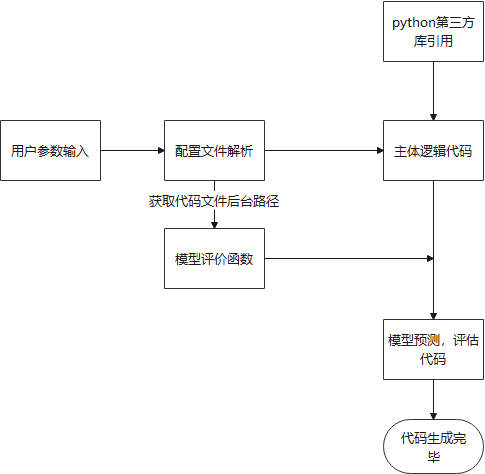 python第三方
库引用
用户参数输入
配置文件解析
主体逻辑代码
获取代码文件后台路径
模型评价函数
模型预测，评估
代码
代码生成完
毕